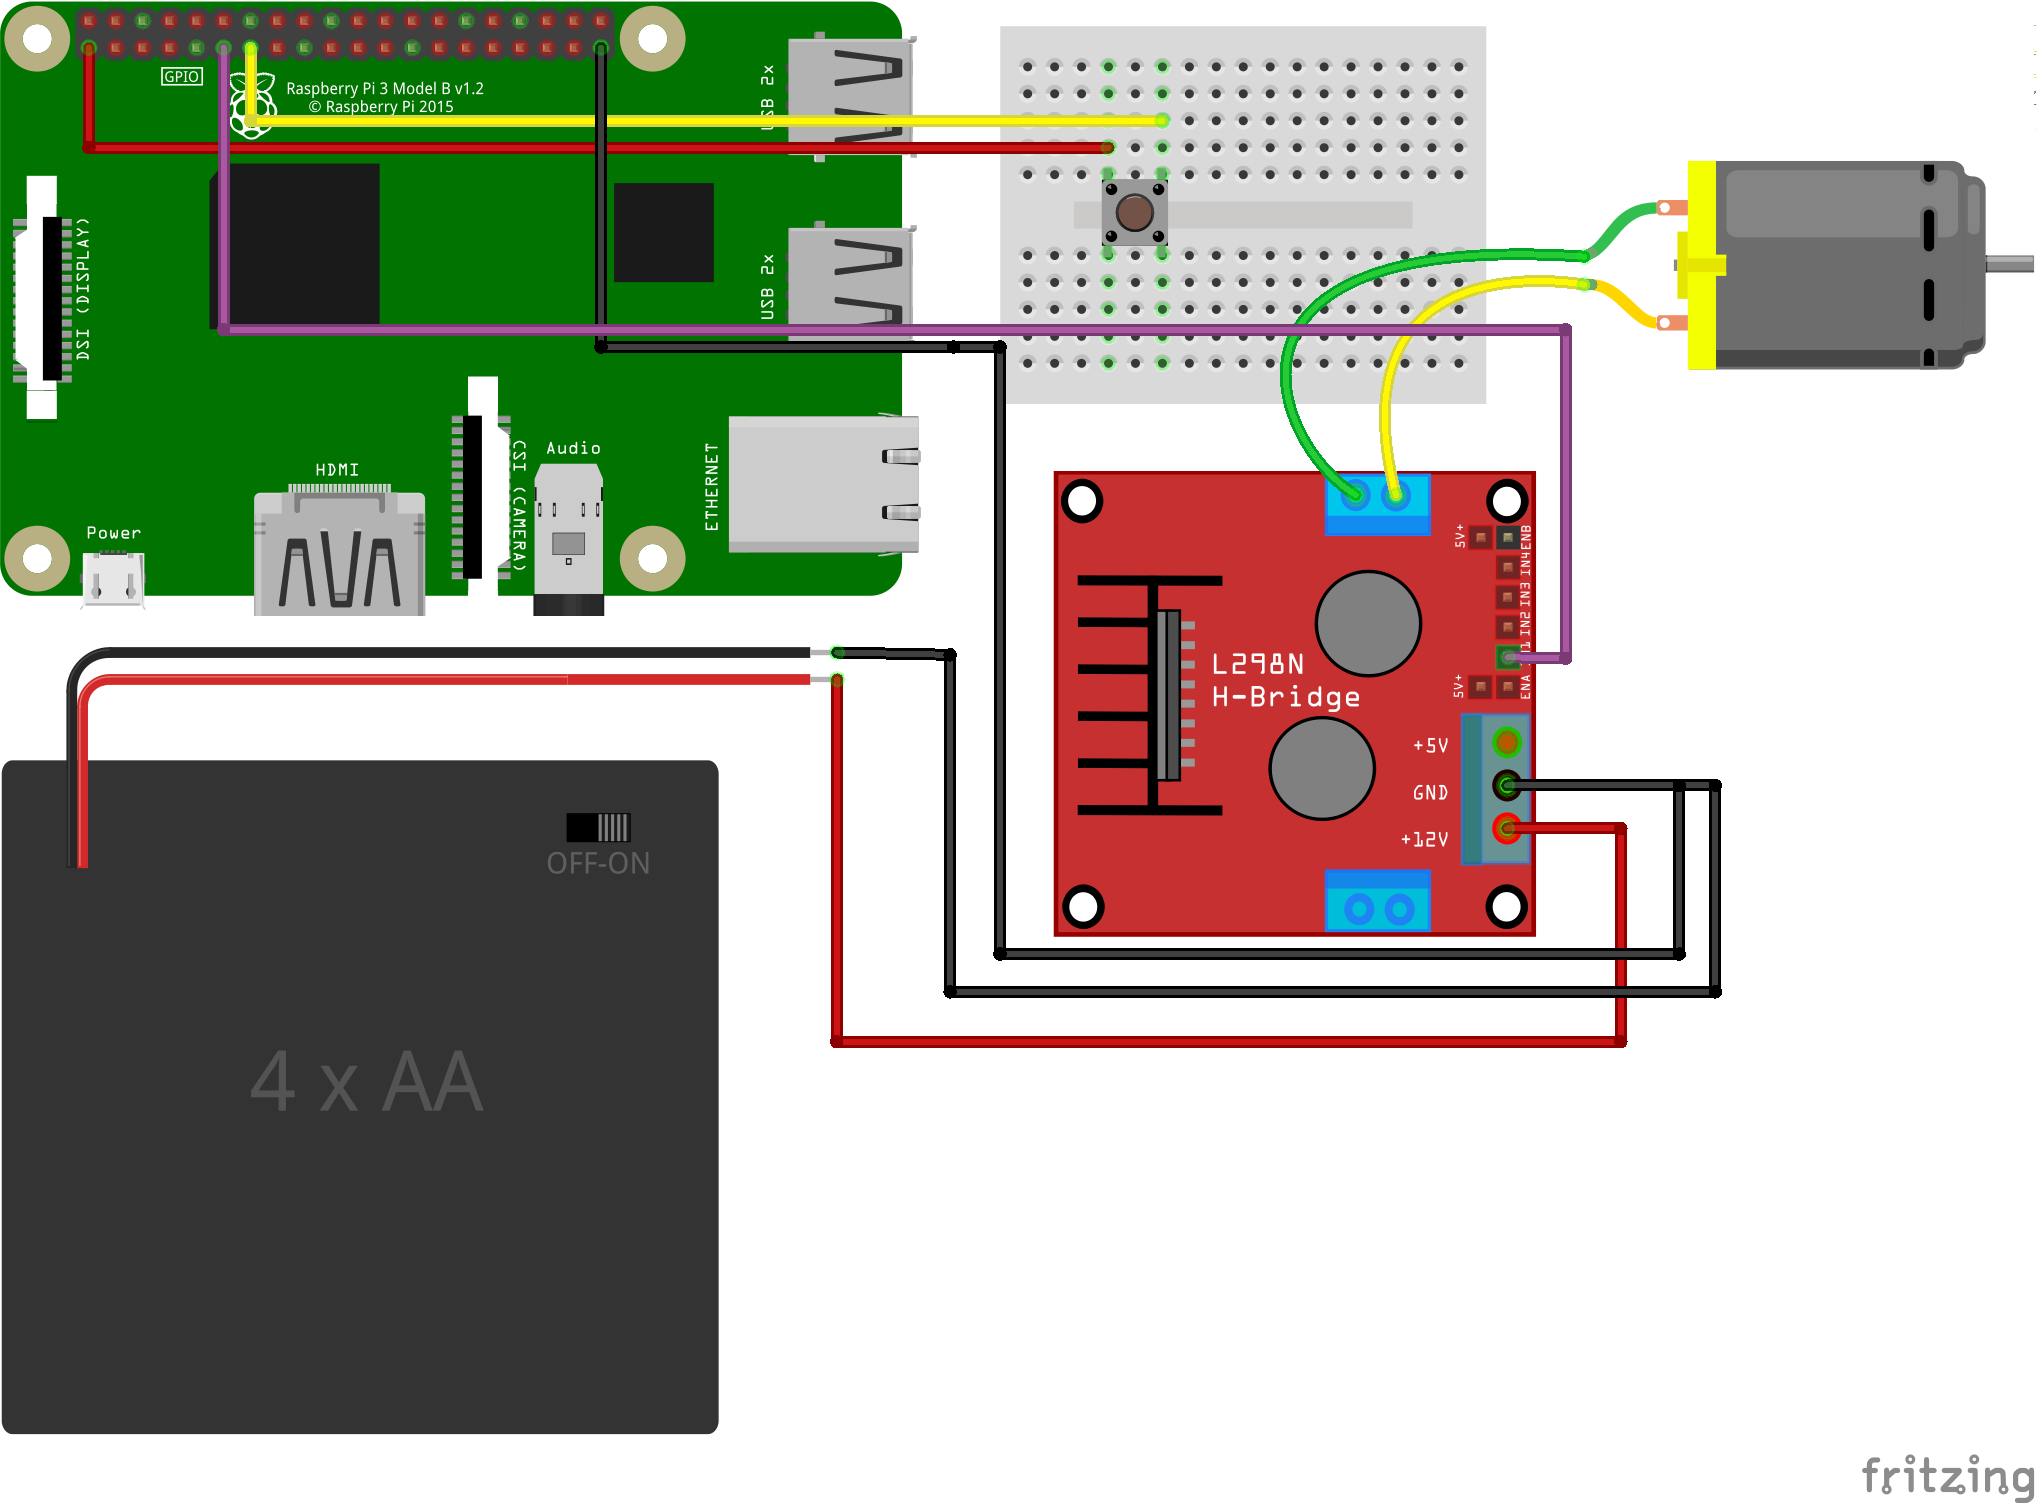 GPIO
Raspberry Pi 3 Model B v1.2
© Raspberry Pi 2015
USB 2x
USB 2x
DSI (DISPLAY)
HDMI
CSI (CAMERA)
Audio
ETHERNET
Power
5V+
ENB
IN4
IN3
IN2
L298N
H-Bridge
5V+
ENA
+5V
GND
+12V
OFF-ON
4 x AA
fritzing